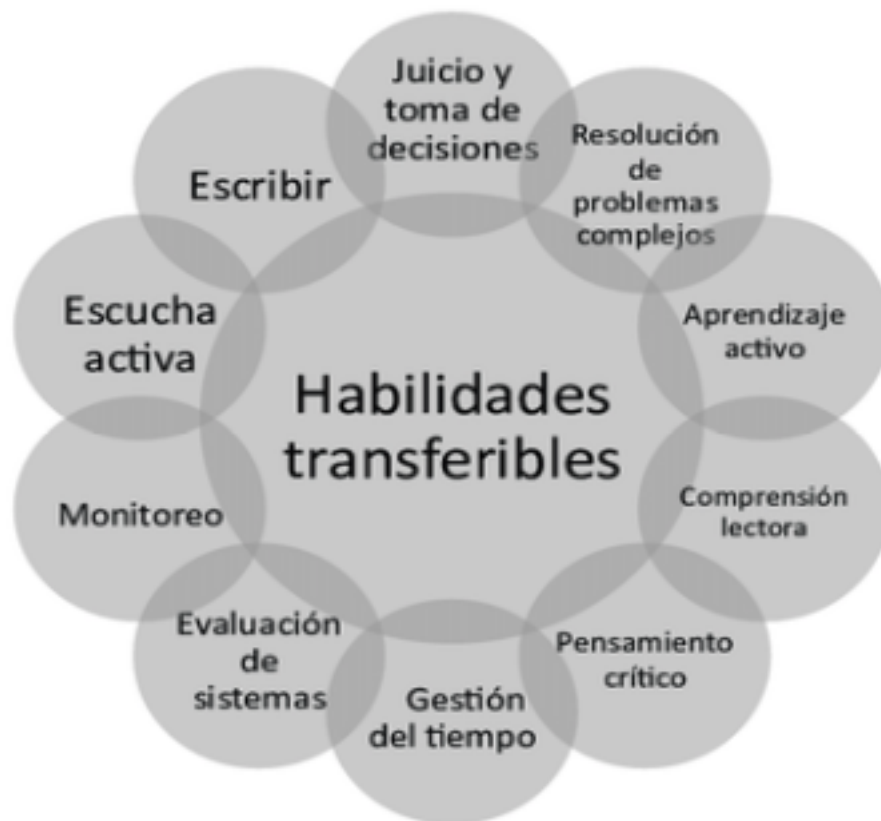 Juicio y
toma de
decisiones
Resolución
de
problemas
complejos
Aprendizaje
activo
Comprensión
lectora
Pensamiento
crítico
Gestión
del tiempo
Evaluación
de
sistemas
Monitoreo
Escucha
activa
Escribir
Habilidades
transferibles